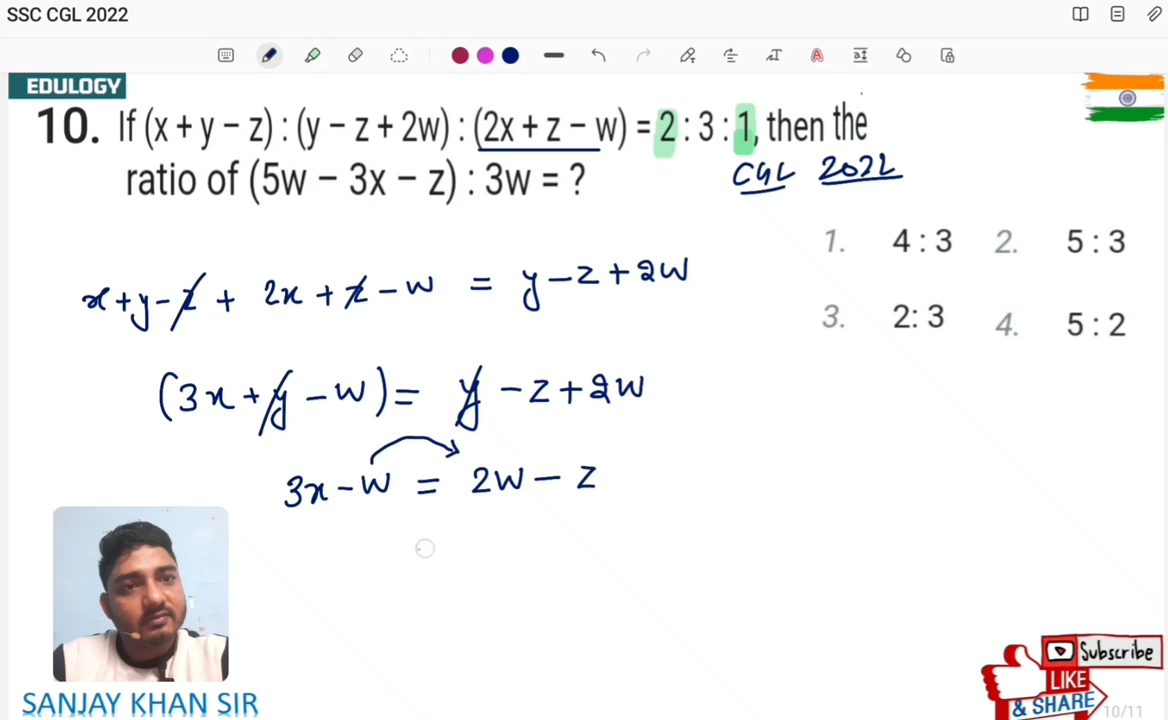 SSC CGL 2022
EDULOGY
10. If (x + y − z) : (y − z + 2w) : (2x + z − w) = 2 : 3 : 1, then the
ratio of (5w − 3x − z) : 3w = ?
CGL 2022
1. 4 : 3 2. 5 : 3
3. 2: 3 4. 5 : 2
x+y−z + 2x + z − w = y−z+2w
(3x+y−w) = y −z+2w
3x−w = 2w − z
SANJAY KHAN SIR
Subscribe
LIKE
& SHARE
10/11